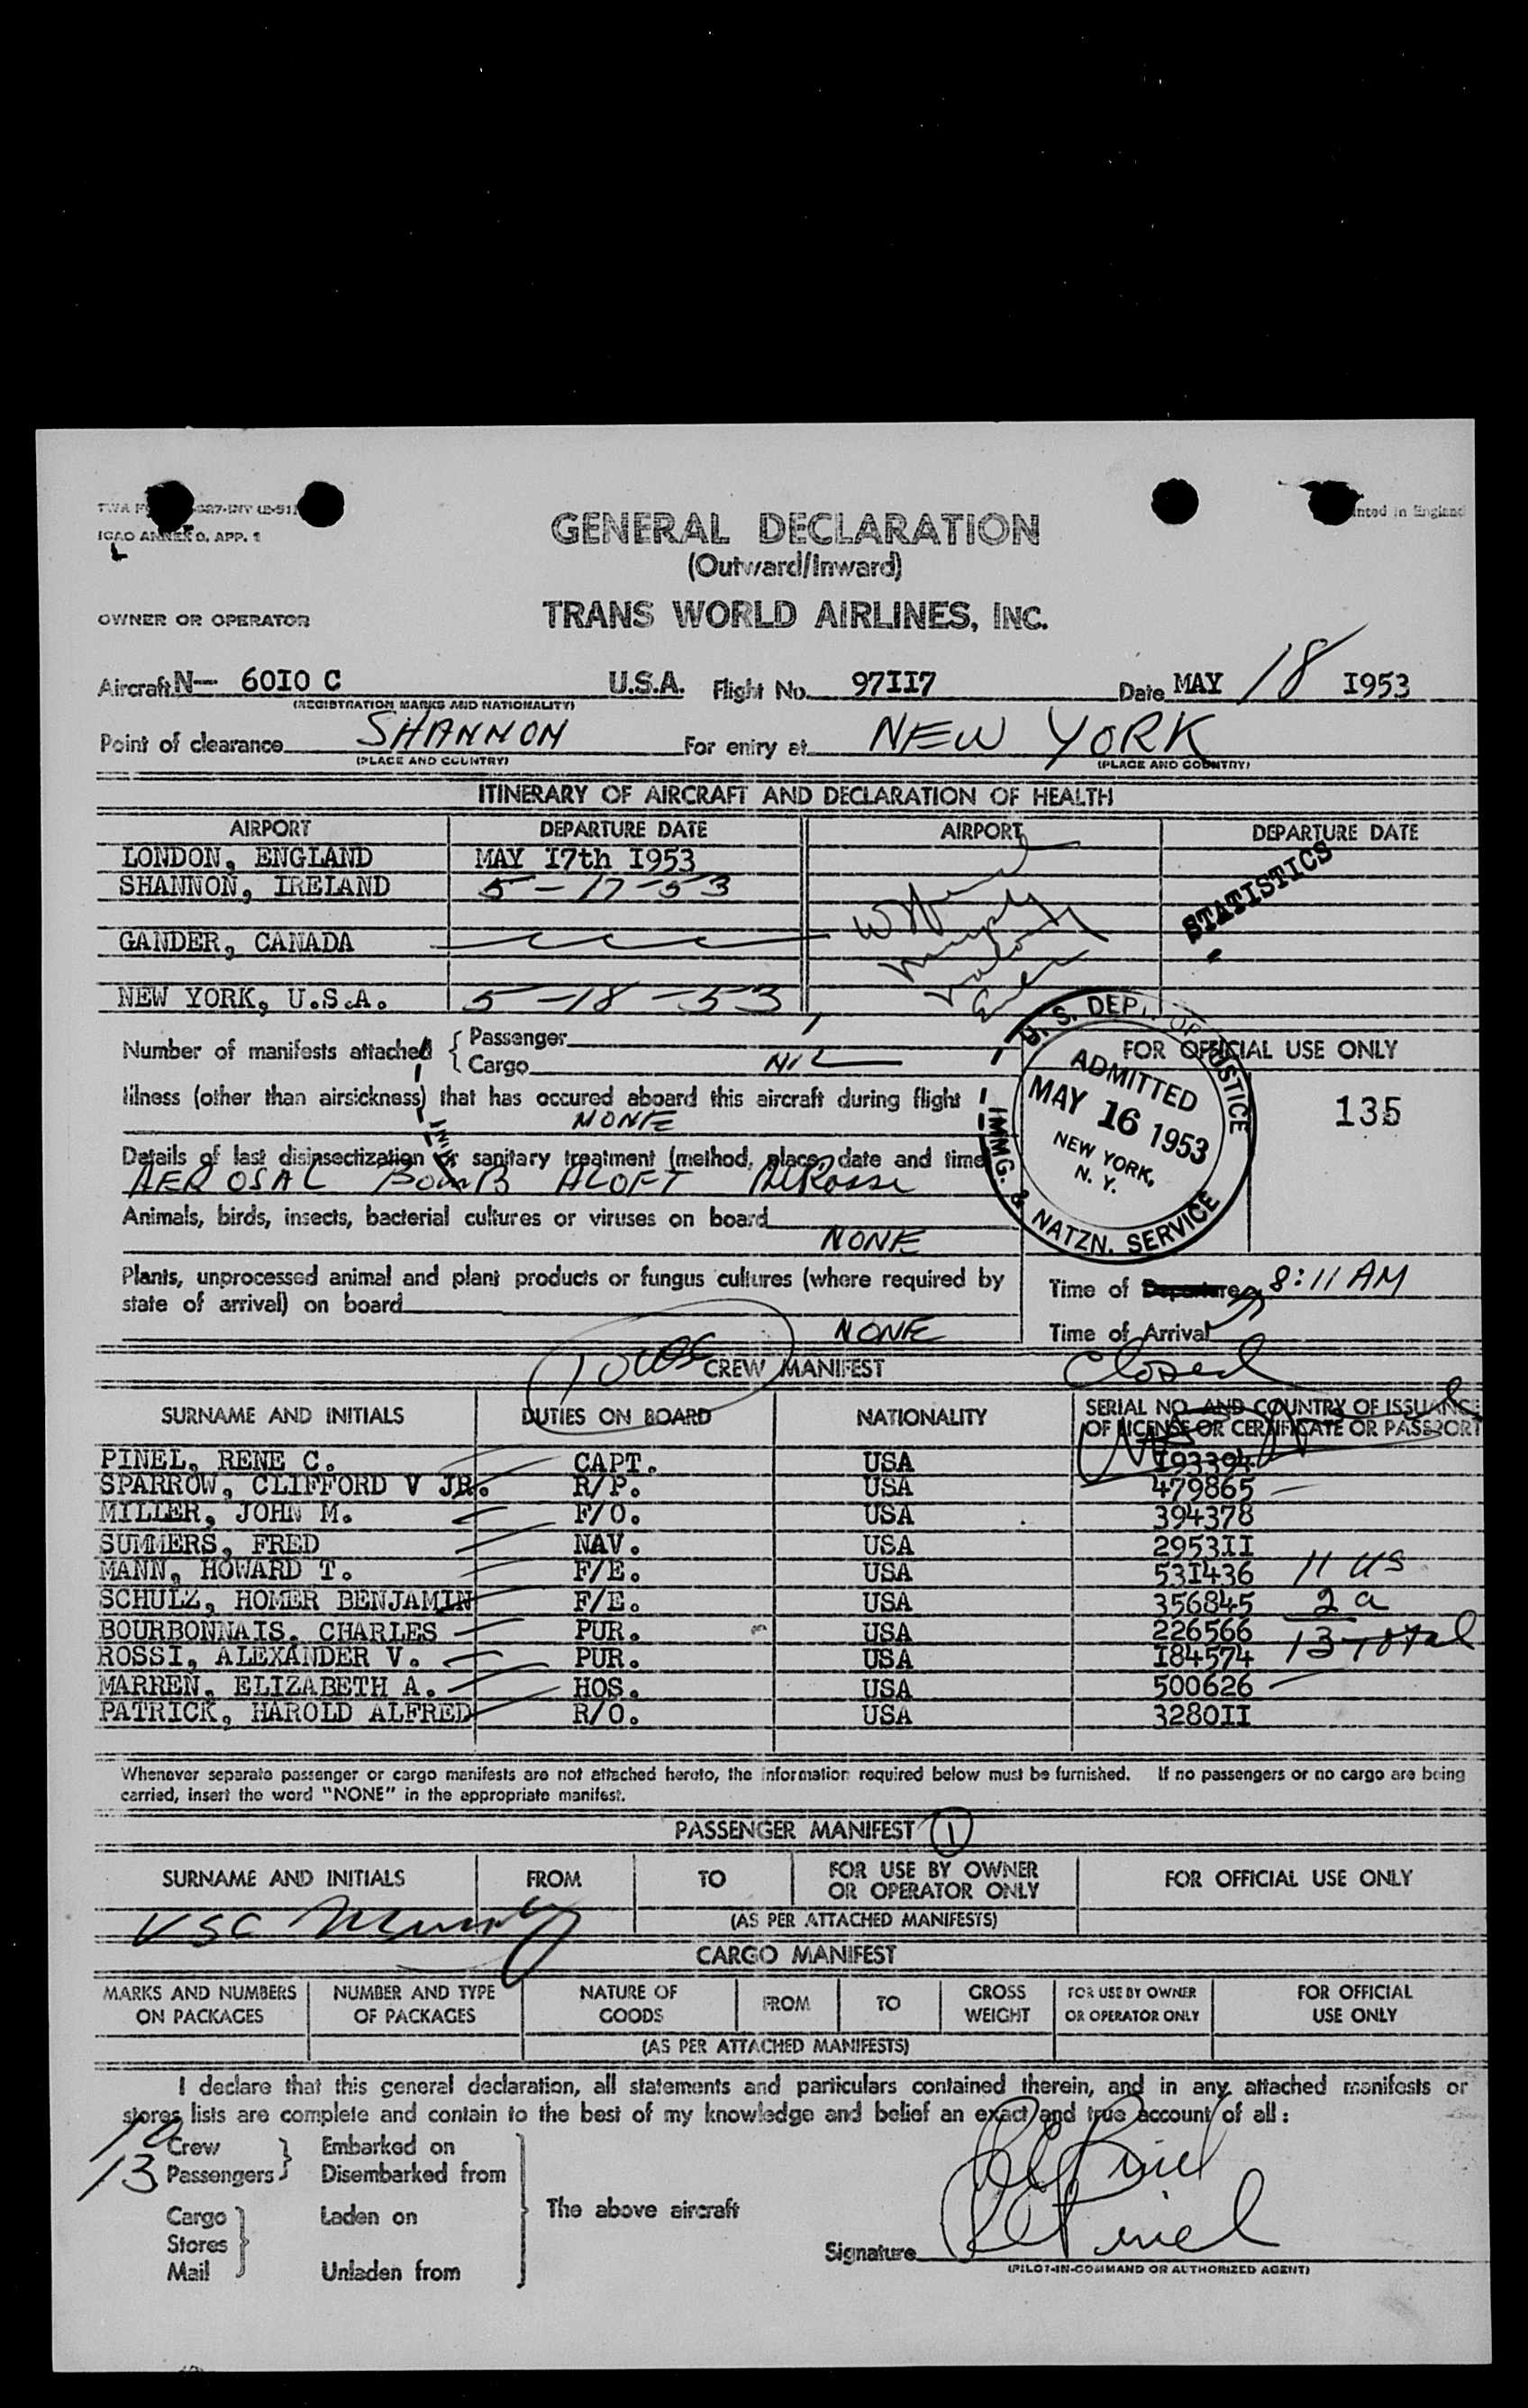 ICAO ANNEX 9, APP. 1
Printed in England
GENERAL DECLARATION
(Outward/Inward)
OWNER OR OPERATOR TRANS WORLD AIRLINES, INC.
Aircraft N— 60I0 C U.S.A. Flight No. 97II7 Date MAY 18 I953
(REGISTRATION MARKS AND NATIONALITY)
Point of clearance SHANNON For entry at NEW YORK
(PLACE AND COUNTRY) (PLACE AND COUNTRY)
ITINERARY OF AIRCRAFT AND DECLARATION OF HEALTH
AIRPORT DEPARTURE DATE AIRPORT DEPARTURE DATE
LONDON, ENGLAND MAY I7th I953
SHANNON, IRELAND 5-17-53
STATISTICS
GANDER, CANADA
NEW YORK, U.S.A. 5-18-53
Number of manifests attached { Passenger 1
Cargo NIL
FOR OFFICIAL USE ONLY
135
U.S. DEPT. OF JUSTICE
ADMITTED
MAY 16 1953
NEW YORK,
N. Y.
IMMG. & NATZN. SERVICE
Illness (other than airsickness) that has occured aboard this aircraft during flight
NONE
Details of last disinsectization or sanitary treatment (method, place, date and time
AEROSAL BOMB ALOFT
Animals, birds, insects, bacterial cultures or viruses on board
NONE
Plants, unprocessed animal and plant products or fungus cultures (where required by
state of arrival) on board
NONE
Time of Departure 8:11 AM
Time of Arrival
Closed
CREW MANIFEST
SURNAME AND INITIALS DUTIES ON BOARD NATIONALITY SERIAL NO. AND COUNTRY OF ISSUANCE
OF LICENSE OR CERTIFICATE OR PASSPORT
PINEL, RENE C. CAPT. USA I93394
SPARROW, CLIFFORD V JR. R/P. USA 479865
MILLER, JOHN M. F/O. USA 394378
SUMMERS, FRED NAV. USA 2953II
MANN, HOWARD T. F/E. USA 53I436 11 US
SCHULZ, HOMER BENJAMIN F/E. USA 356845 2 a
BOURBONNAIS, CHARLES PUR. USA 226566 13 total
ROSSI, ALEXANDER V. PUR. USA I84574
MARREN, ELIZABETH A. HOS. USA 500626
PATRICK, HAROLD ALFRED R/O. USA 3280II
Whenever separate passenger or cargo manifests are not attached hereto, the information required below must be furnished. If no passengers or no cargo are being
carried, insert the word "NONE" in the appropriate manifest.
PASSENGER MANIFEST 1
SURNAME AND INITIALS FROM TO FOR USE BY OWNER
OR OPERATOR ONLY FOR OFFICIAL USE ONLY
(AS PER ATTACHED MANIFESTS)
CARGO MANIFEST
MARKS AND NUMBERS
ON PACKAGES NUMBER AND TYPE
OF PACKAGES NATURE OF
GOODS FROM TO GROSS
WEIGHT FOR USE BY OWNER
OR OPERATOR ONLY FOR OFFICIAL
USE ONLY
(AS PER ATTACHED MANIFESTS)
I declare that this general declaration, all statements and particulars contained therein, and in any attached manifests or
stores lists are complete and contain to the best of my knowledge and belief an exact and true account of all :
10 Crew Embarked on
13 Passengers Disembarked from
Cargo Laden on The above aircraft
Stores
Mail Unladen from
Signature R C Pinel
(PILOT-IN-COMMAND OR AUTHORIZED AGENT)